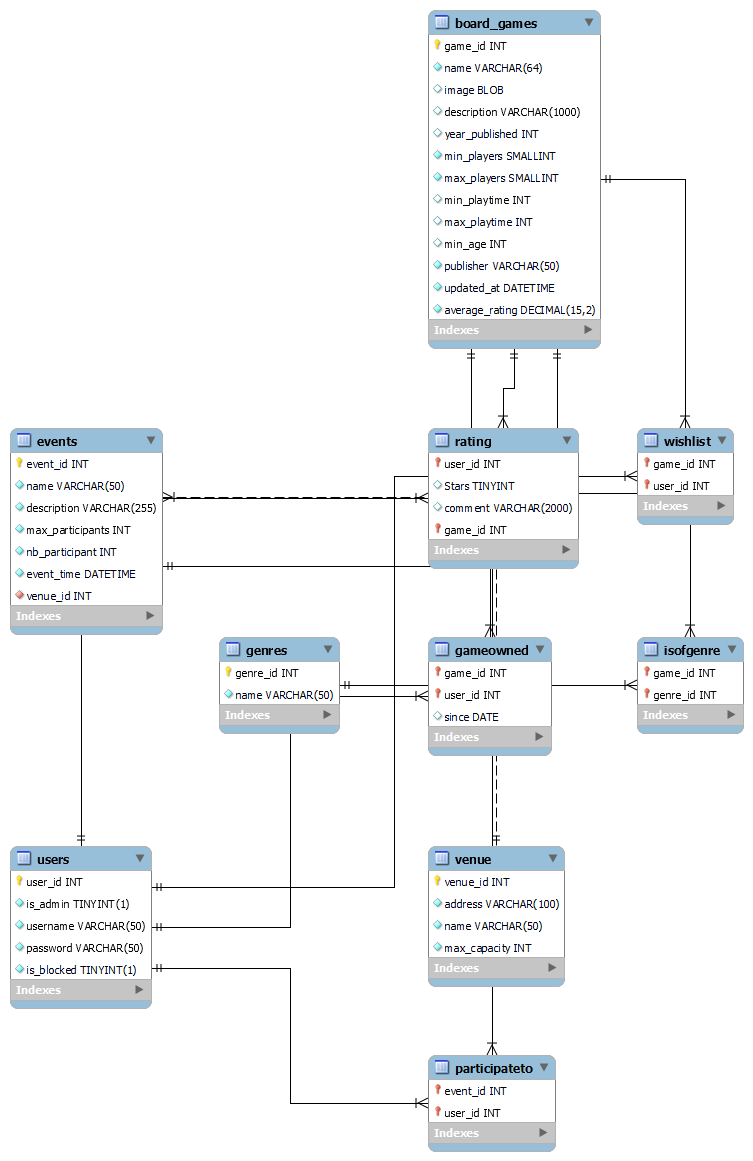 board_games
game_id INT
name VARCHAR(64)
image BLOB
description VARCHAR(1000)
year_published INT
min_players SMALLINT
max_players SMALLINT
min_playtime INT
max_playtime INT
min_age INT
publisher VARCHAR(50)
updated_at DATETIME
average_rating DECIMAL(15,2)
Indexes
events
event_id INT
name VARCHAR(50)
description VARCHAR(255)
max_participants INT
nb_participant INT
event_time DATETIME
venue_id INT
Indexes
rating
user_id INT
Stars TINYINT
comment VARCHAR(2000)
game_id INT
Indexes
wishlist
game_id INT
user_id INT
Indexes
genres
genre_id INT
name VARCHAR(50)
Indexes
gameowned
game_id INT
user_id INT
since DATE
Indexes
isofgenre
game_id INT
genre_id INT
Indexes
users
user_id INT
is_admin TINYINT(1)
username VARCHAR(50)
password VARCHAR(50)
is_blocked TINYINT(1)
Indexes
venue
venue_id INT
address VARCHAR(100)
name VARCHAR(50)
max_capacity INT
Indexes
participateto
event_id INT
user_id INT
Indexes